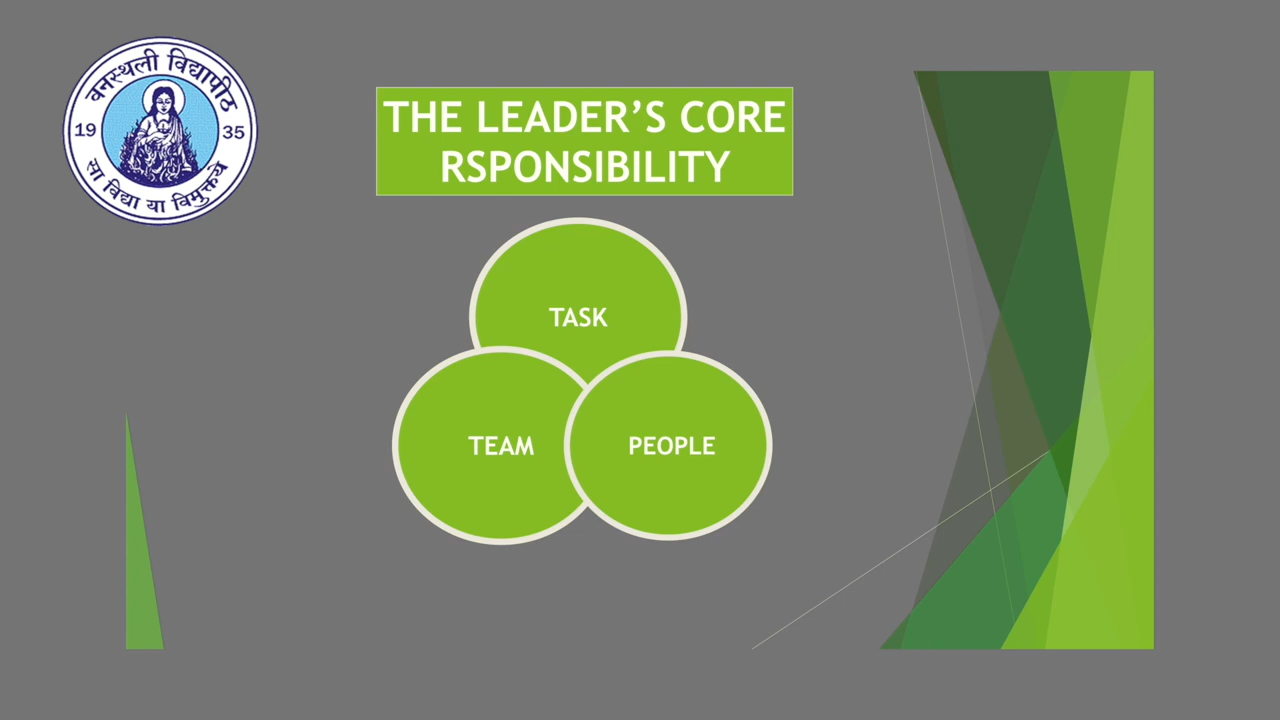 वनस्थली विद्यापीठ
19 35
सा विद्या या विमुक्तये
THE LEADER’S CORE
RSPONSIBILITY
TASK
TEAM PEOPLE